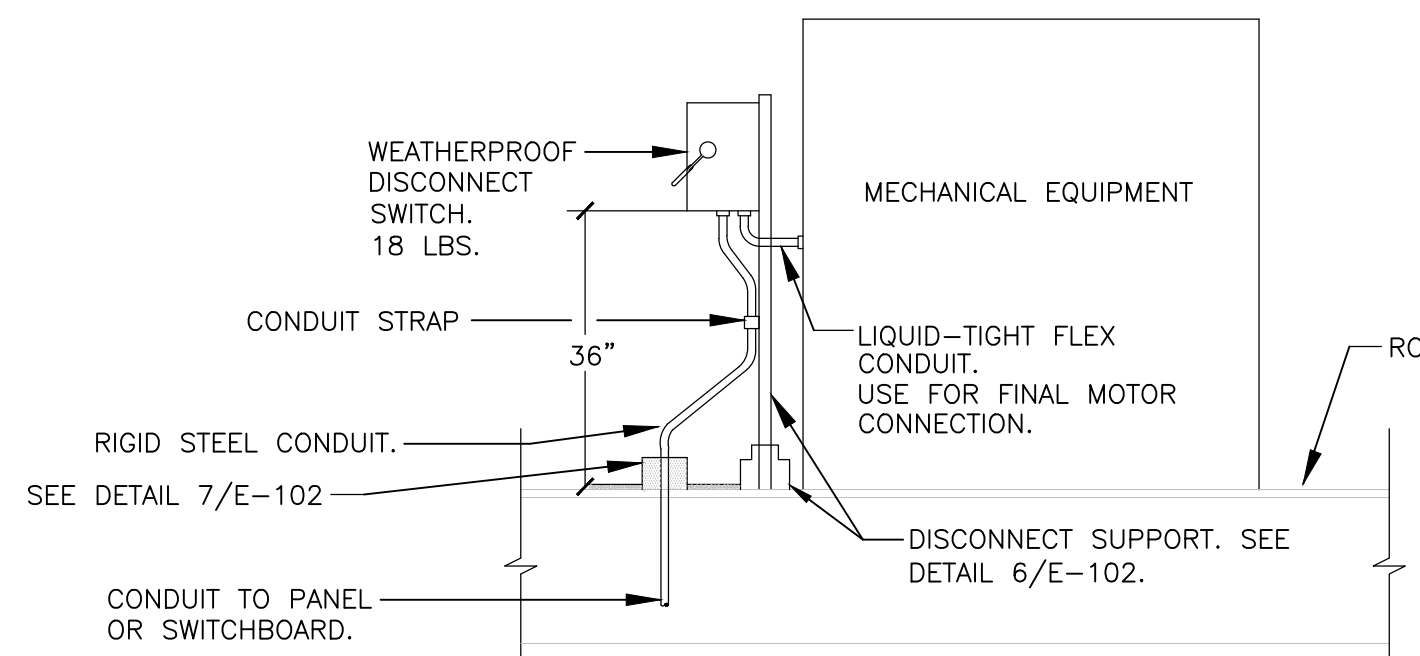 WEATHERPROOF
DISCONNECT
SWITCH.
18 LBS.
MECHANICAL EQUIPMENT
CONDUIT STRAP
36”
LIQUID–TIGHT FLEX
CONDUIT.
USE FOR FINAL MOTOR
CONNECTION.
RIGID STEEL CONDUIT.
SEE DETAIL 7/E–102
DISCONNECT SUPPORT. SEE
DETAIL 6/E–102.
CONDUIT TO PANEL
OR SWITCHBOARD.